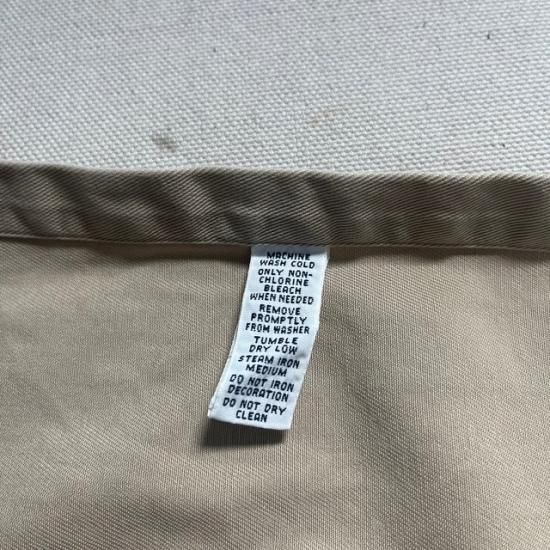 MACHINE
WASH COLD
ONLY NON-
CHLORINE
BLEACH
WHEN NEEDED
REMOVE
PROMPTLY
FROM WASHER
TUMBLE
DRY LOW
STEAM IRON
MEDIUM
DO NOT IRON
DECORATION
DO NOT DRY
CLEAN